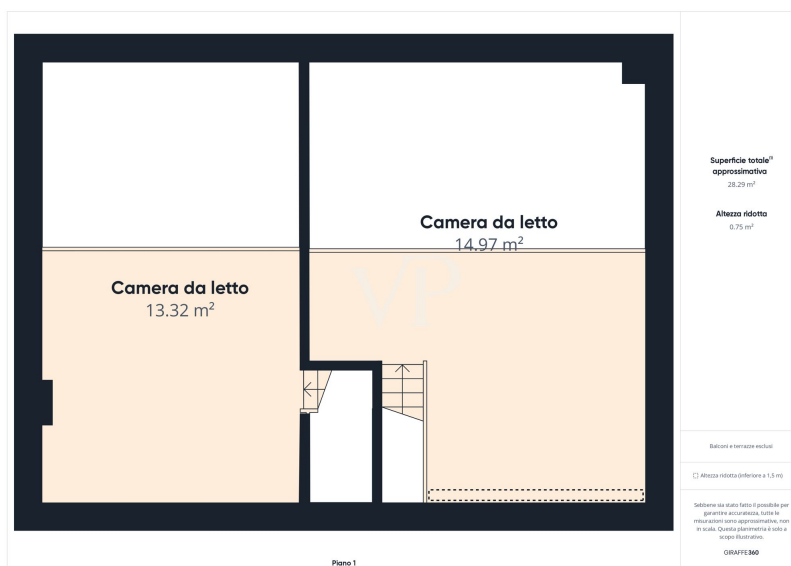 Camera da letto
14.97 m²
Camera da letto
13.32 m²
VP
Piano 1
Superficie totale⁽¹⁾
approssimativa
28.29 m²
Altezza ridotta
0.75 m²
Balconi e terrazze esclusi
Altezza ridotta (inferiore a 1,5 m)
Sebbene sia stato fatto il possibile per
garantire accuratezza, tutte le
misurazioni sono approssimative, non
in scala. Questa planimetria è solo a
scopo illustrativo.
GIRAFFE360